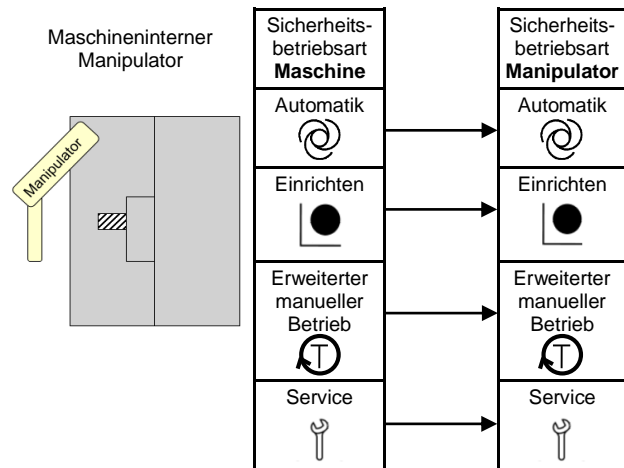 Maschineninterner
Manipulator
Manipulator
Sicherheits-
betriebsart
Maschine
Automatik
Einrichten
Erweiterter
manueller
Betrieb
T
Service
Sicherheits-
betriebsart
Manipulator
Automatik
Einrichten
Erweiterter
manueller
Betrieb
T
Service